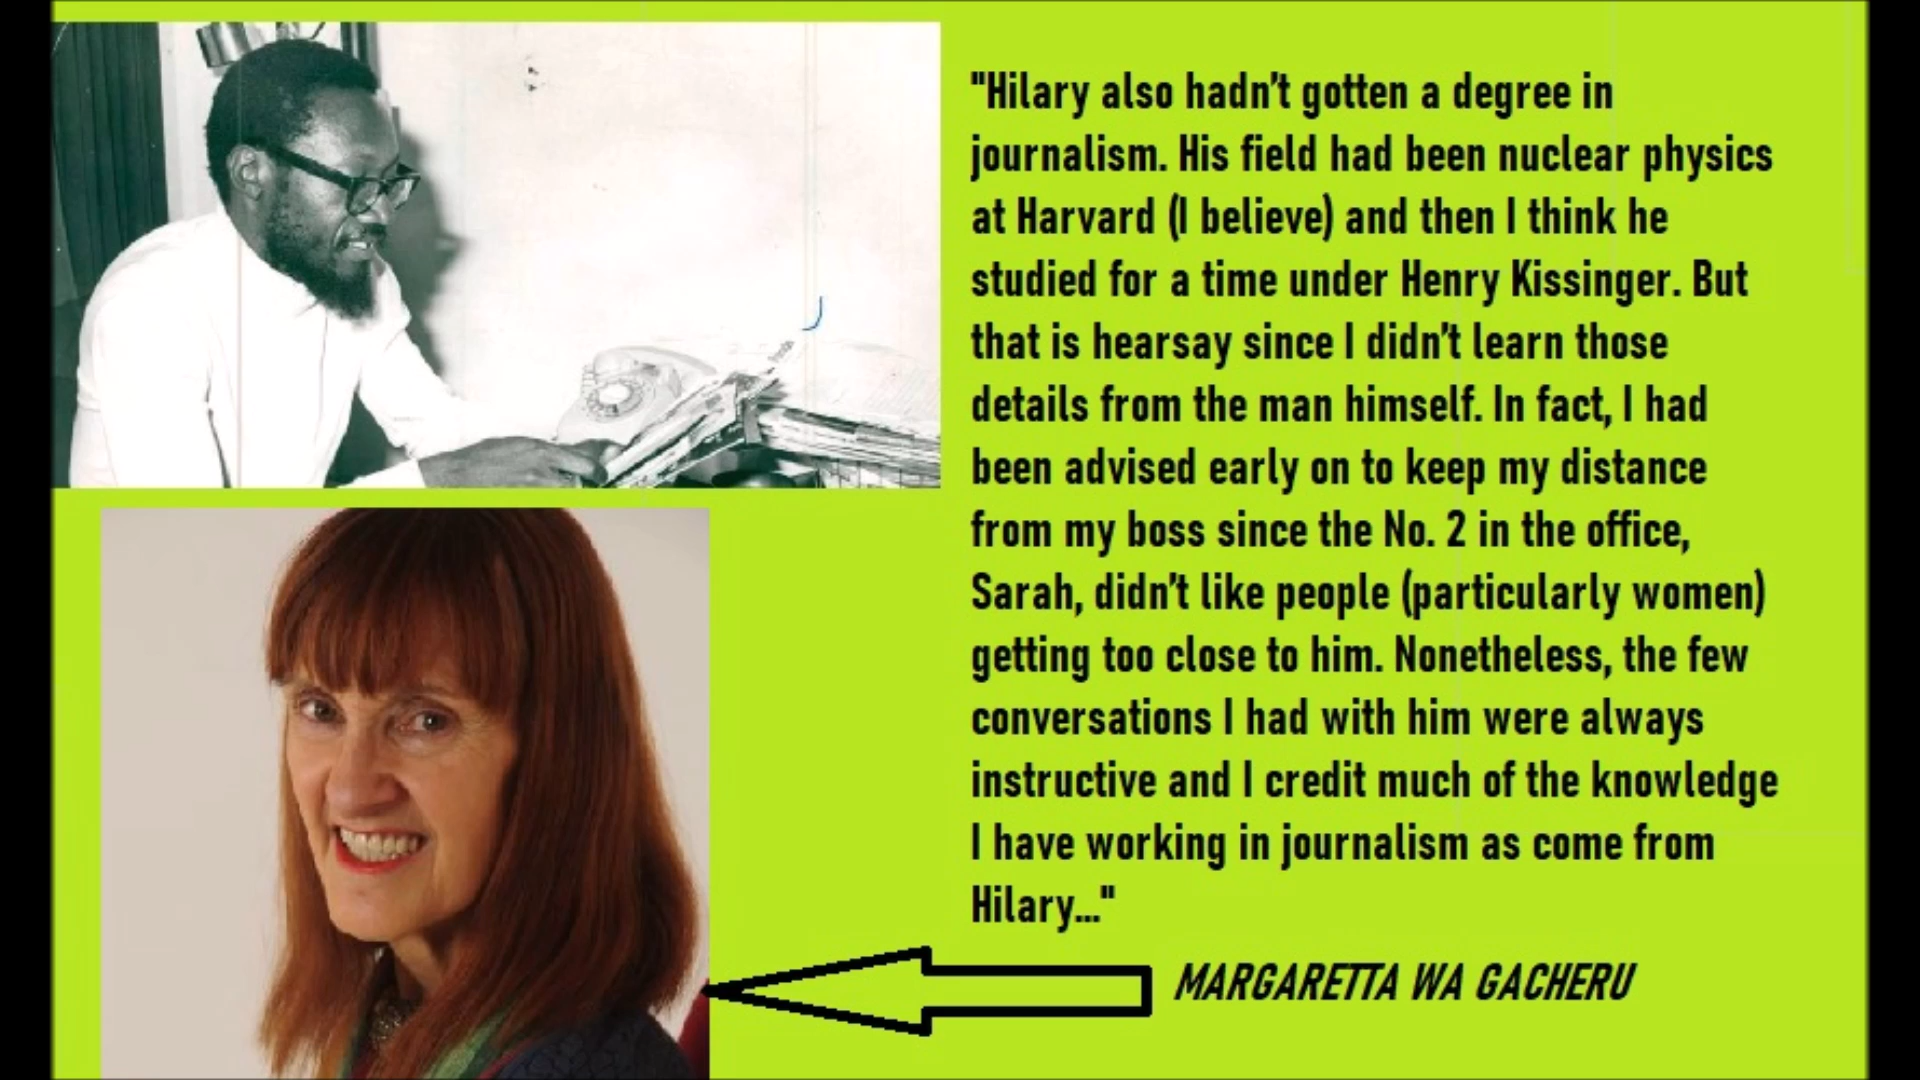 "Hilary also hadn't gotten a degree in
journalism. His field had been nuclear physics
at Harvard (I believe) and then I think he
studied for a time under Henry Kissinger. But
that is hearsay since I didn't learn those
details from the man himself. In fact, I had
been advised early on to keep my distance
from my boss since the No. 2 in the office,
Sarah, didn't like people (particularly women)
getting too close to him. Nonetheless, the few
conversations I had with him were always
instructive and I credit much of the knowledge
I have working in journalism as come from
Hilary..."
MARGARETTA WA GACHERU